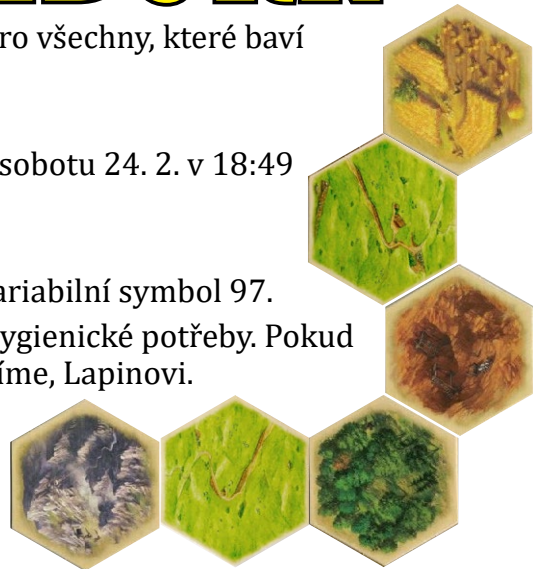 ro všechny, které baví
sobotu 24. 2. v 18:49
ariabilní symbol 97.
ygienické potřeby. Pokud
íme, Lapinovi.